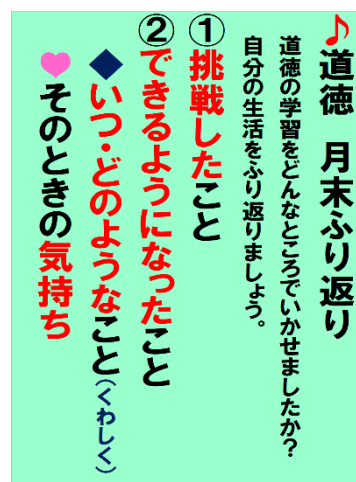 ♪道徳 月末ふり返り
道徳の学習をどんなところでいかせましたか?
自分の生活をふり返りましょう。
①挑戦したこと
②できるようになったこと
◆いつ・どのようなこと(くわしく)
♥そのときの気持ち